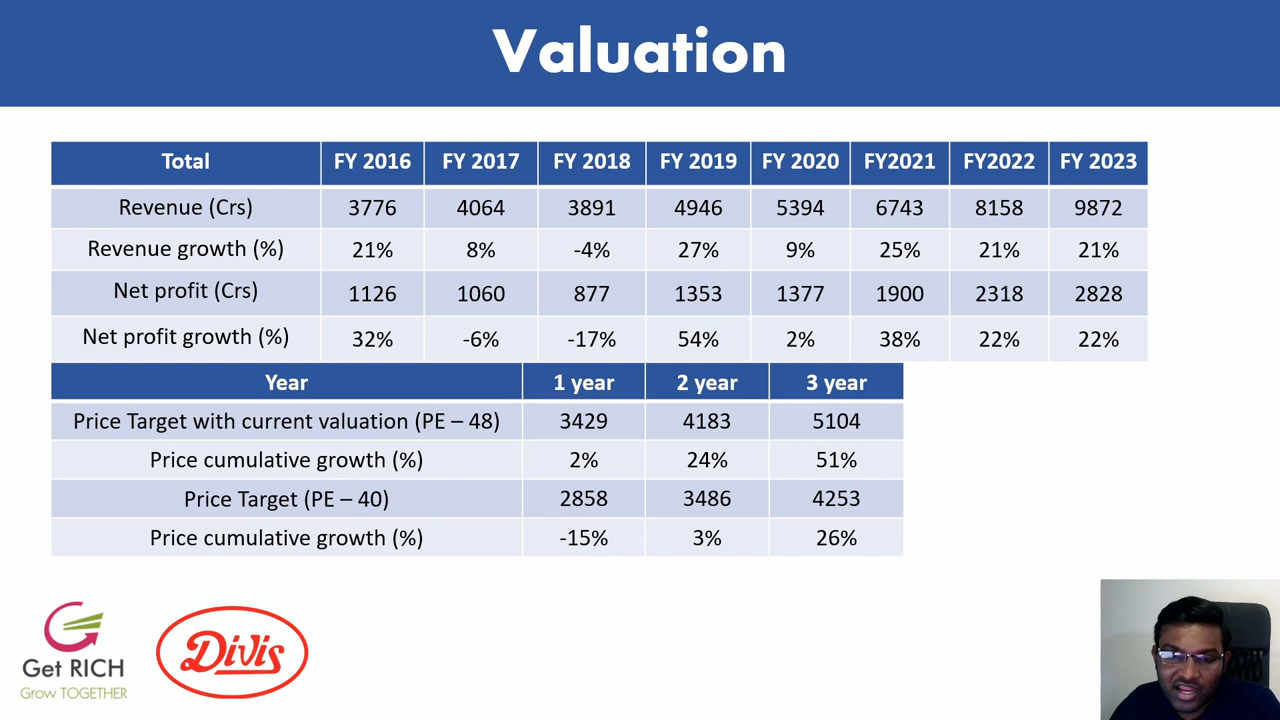 Valuation
Total FY 2016 FY 2017 FY 2018 FY 2019 FY 2020 FY2021 FY2022 FY 2023
Revenue (Crs) 3776 4064 3891 4946 5394 6743 8158 9872
Revenue growth (%) 21% 8% -4% 27% 9% 25% 21% 21%
Net profit (Crs) 1126 1060 877 1353 1377 1900 2318 2828
Net profit growth (%) 32% -6% -17% 54% 2% 38% 22% 22%
Year 1 year 2 year 3 year
Price Target with current valuation (PE – 48) 3429 4183 5104
Price cumulative growth (%) 2% 24% 51%
Price Target (PE – 40) 2858 3486 4253
Price cumulative growth (%) -15% 3% 26%
Get RICH
Grow TOGETHER
Divis